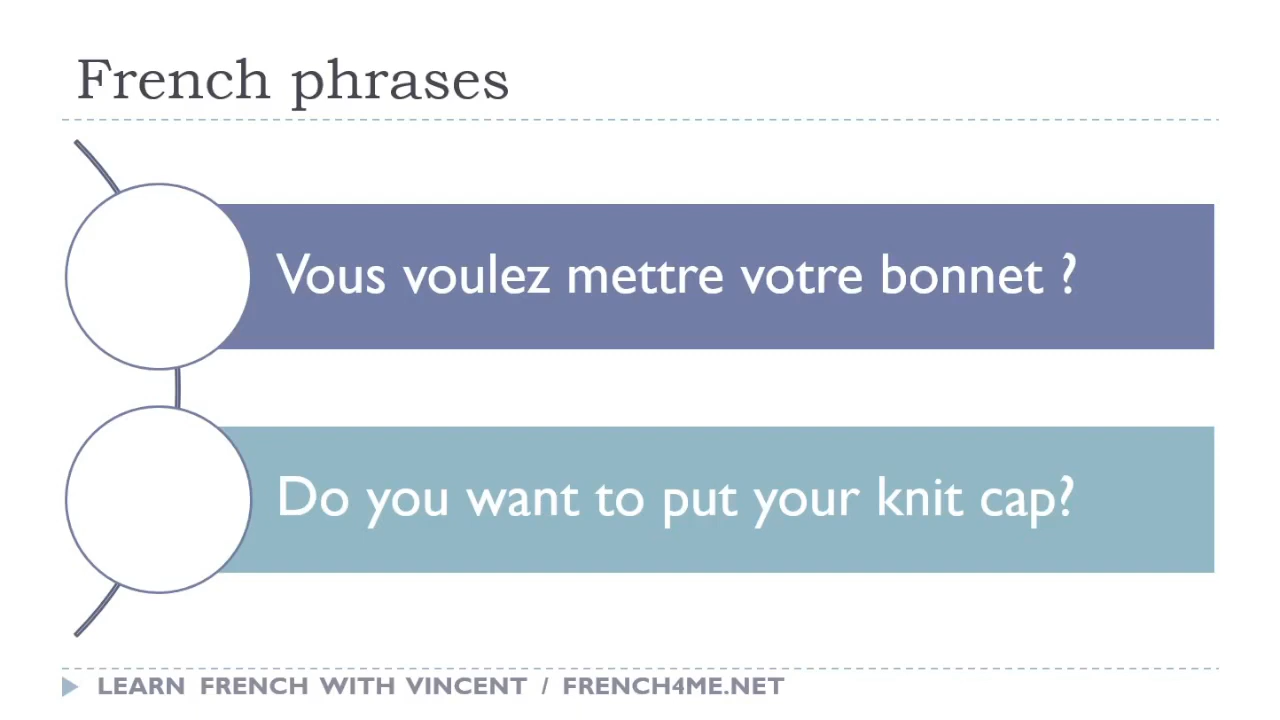 French phrases
Vous voulez mettre votre bonnet ?
Do you want to put your knit cap?
LEARN FRENCH WITH VINCENT / FRENCH4ME.NET